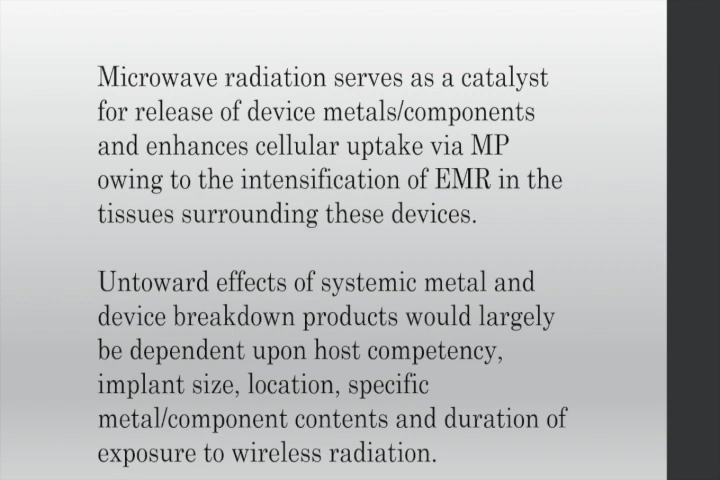 Microwave radiation serves as a catalyst
for release of device metals/components
and enhances cellular uptake via MP
owing to the intensification of EMR in the
tissues surrounding these devices.
Untoward effects of systemic metal and
device breakdown products would largely
be dependent upon host competency,
implant size, location, specific
metal/component contents and duration of
exposure to wireless radiation.